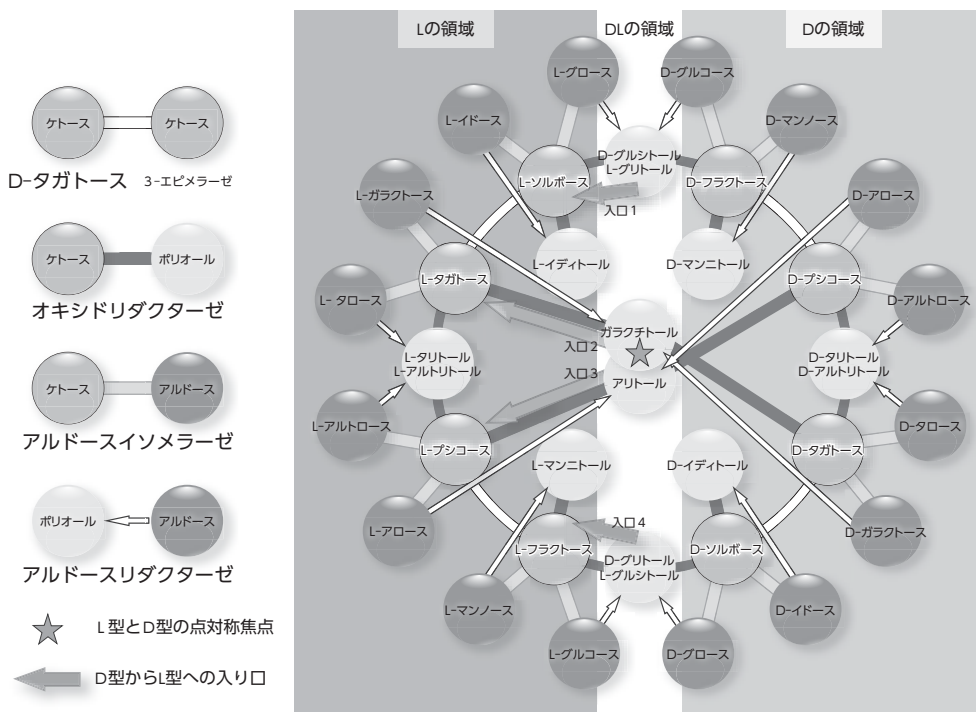 ケトース
ケトース
D-タガトース 3-エピメラーゼ
ケトース
ポリオール
オキシドリダクターゼ
ケトース
アルドース
アルドースイソメラーゼ
ポリオール
アルドース
アルドースリダクターゼ
L型とD型の点対称焦点
D型からL型への入り口
Lの領域
DLの領域
Dの領域
L-グロース
D-グルコース
L-イドース
D-マンノース
D-グルシトール
L-グリトール
L-ソルボース
D-フラクトース
L-ガラクトース
D-アロース
入口1
L-イディトール
D-マンニトール
L-タガトース
D-プシコース
L-タロース
D-アルトロース
ガラクチトール
入口2
L-タリトール
L-アルトリトール
D-タリトール
D-アルトリトール
入口3
アリトール
L-アルトロース
D-タロース
L-プシコース
D-タガトース
L-マンニトール
D-イディトール
L-アロース
D-ガラクトース
入口4
L-フラクトース
D-ソルボース
D-グリトール
L-グルシトール
L-マンノース
D-イドース
L-グルコース
D-グロース